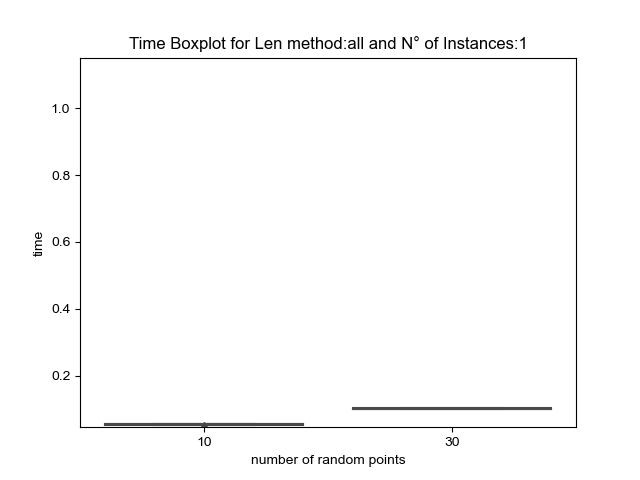 Time Boxplot for Len method:all and N° of Instances:1
1.0
0.8
0.6
0.4
0.2
time
10
30
number of random points